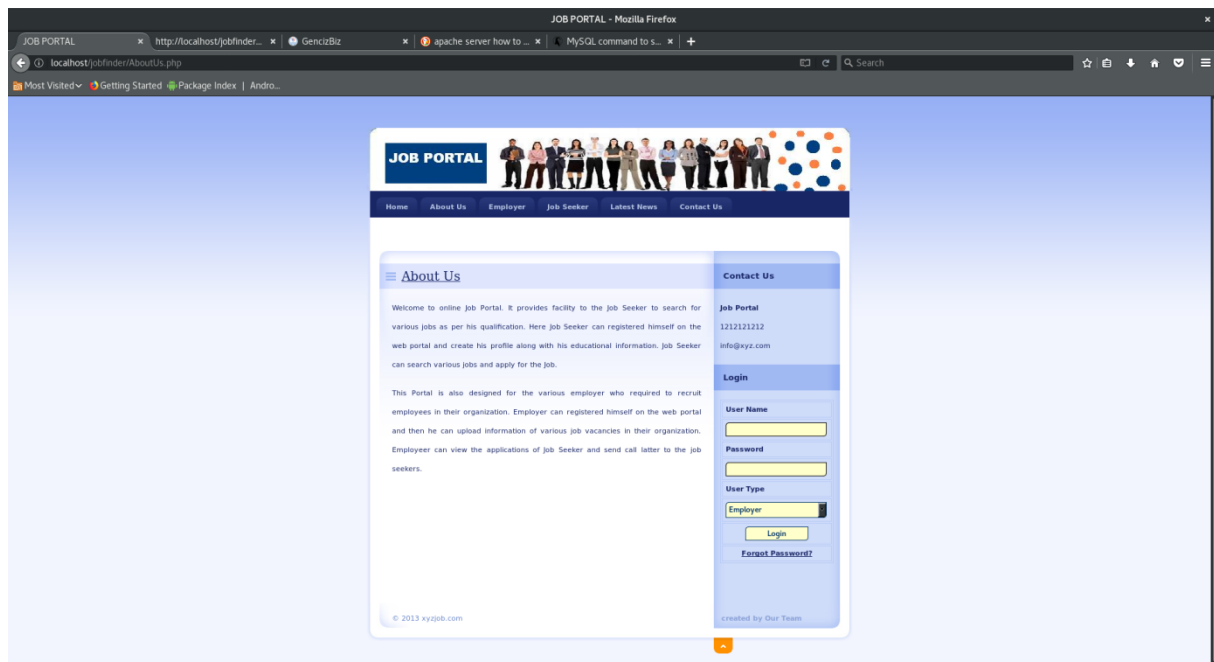 JOB PORTAL - Mozilla Firefox
JOB PORTAL
http://localhost/jobfinder...
GencizBiz
apache server how to ...
MySQL command to s...
localhost/jobfinder/AboutUs.php
Search
Most Visited
Getting Started
Package Index | Andro...
JOB PORTAL
Home About Us Employer Job Seeker Latest News Contact Us
About Us
Welcome to online Job Portal. It provides facility to the Job Seeker to search for
various jobs as per his qualification. Here Job Seeker can registered himself on the
web portal and create his profile along with his educational information. Job Seeker
can search various jobs and apply for the Job.
This Portal is also designed for the various employer who required to recruit
employees in their organization. Employer can registered himself on the web portal
and then he can upload information of various job vacancies in their organization.
Employeer can view the applications of Job Seeker and send call latter to the job
seekers.
Contact Us
Job Portal
1212121212
info@xyz.com
Login
User Name
Password
User Type
Employer
Login
Forgot Password?
© 2013 xyzjob.com
created by Our Team